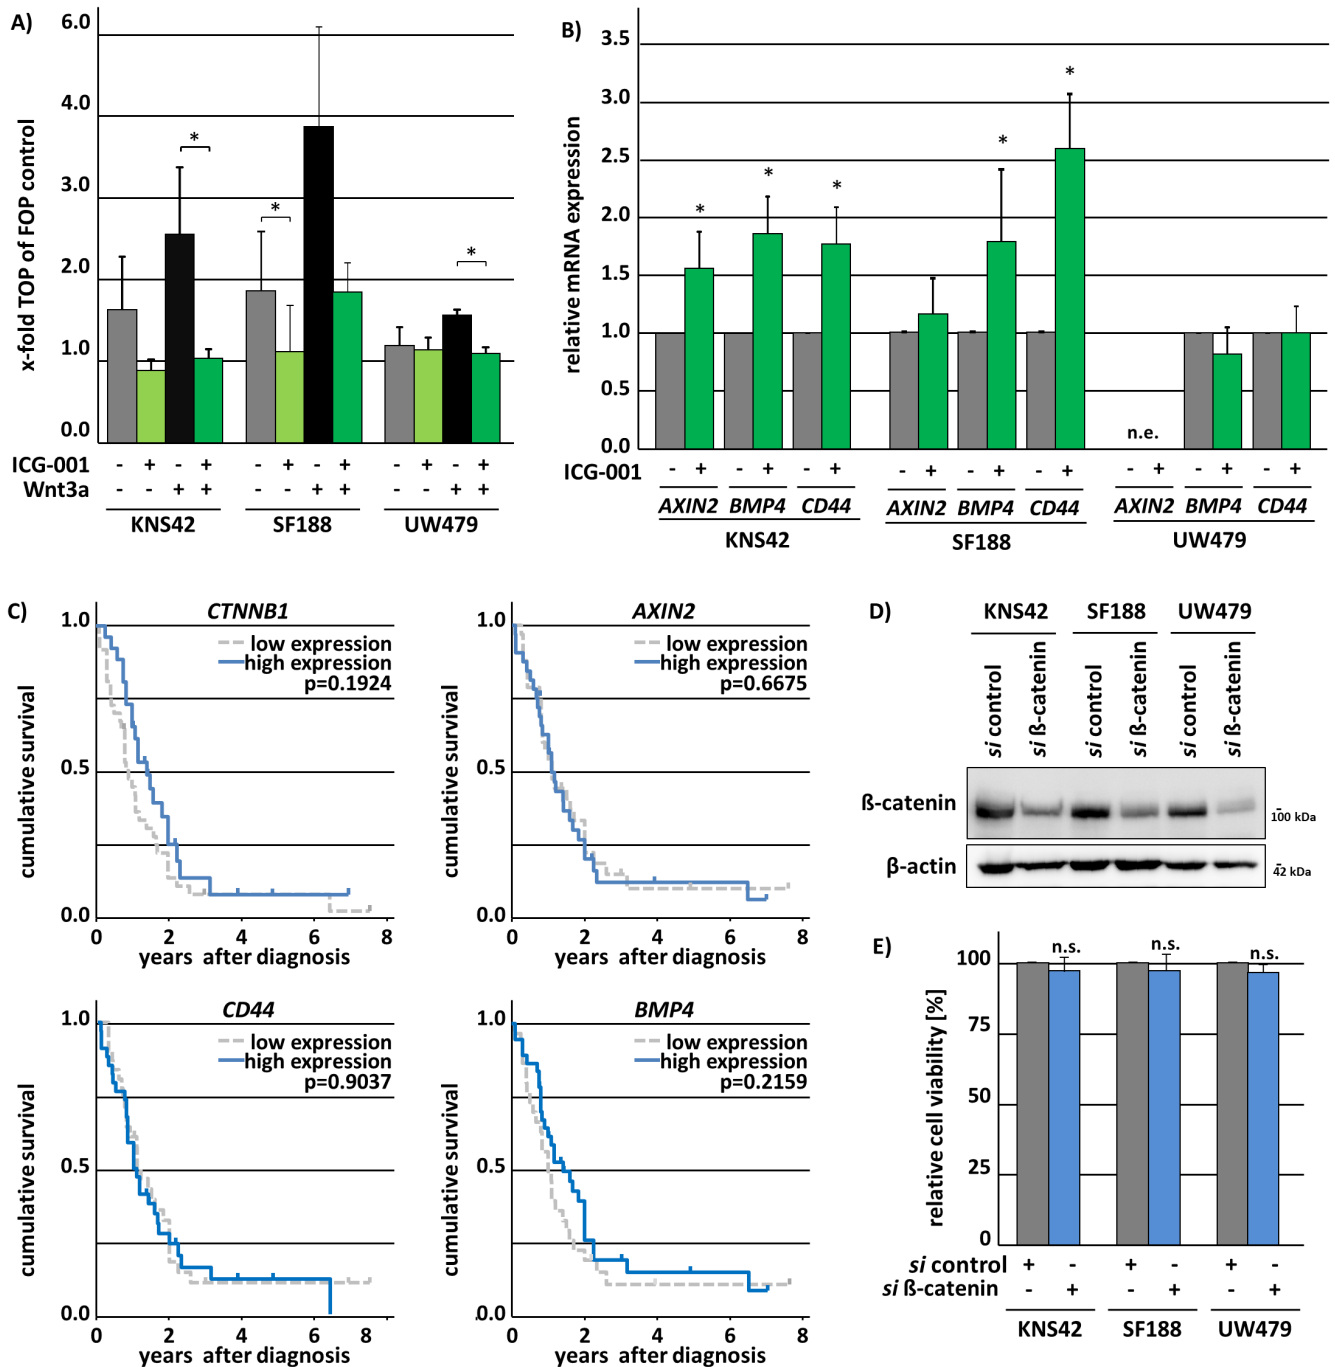 A)
x-fold TOP of FOP control
6.0
4.0
3.0
2.0
1.0
0.0
* * *
ICG-001 - + - + - + - + - + - +
Wnt3a - - + + - - + + - - + +
KNS42 SF188 UW479
B)
relative mRNA expression
3.5
3.0
2.5
2.0
1.5
1.0
0.5
0.0
* * * * *
n.e.
ICG-001 - + - + - + - + - + - + - + - + - +
AXIN2 BMP4 CD44 AXIN2 BMP4 CD44 AXIN2 BMP4 CD44
KNS42 SF188 UW479
C)
CTNNB1
low expression
high expression
p=0.1924
cumulative survival
1.0
0.5
0.0
0 2 4 6 8
years after diagnosis
AXIN2
low expression
high expression
p=0.6675
cumulative survival
1.0
0.5
0.0
0 2 4 6 8
years after diagnosis
CD44
low expression
high expression
p=0.9037
cumulative survival
1.0
0.5
0.0
0 2 4 6 8
years after diagnosis
BMP4
low expression
high expression
p=0.2159
cumulative survival
1.0
0.5
0.0
0 2 4 6 8
years after diagnosis
D)
KNS42 SF188 UW479
si control
si ß-catenin
si control
si ß-catenin
si control
si ß-catenin
ß-catenin
100 kDa
β-actin
42 kDa
E)
relative cell viability [%]
100
75
50
25
0
n.s. n.s. n.s.
si control + - + - + -
si ß-catenin - + - + - +
KNS42 SF188 UW479